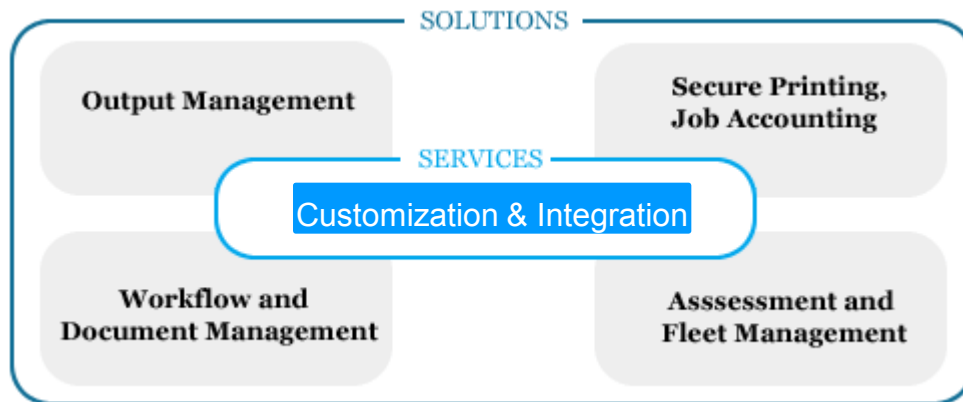 SOLUTIONS
Output Management
Secure Printing,
Job Accounting
SERVICES
Customization & Integration
Workflow and
Document Management
Asssessment and
Fleet Management